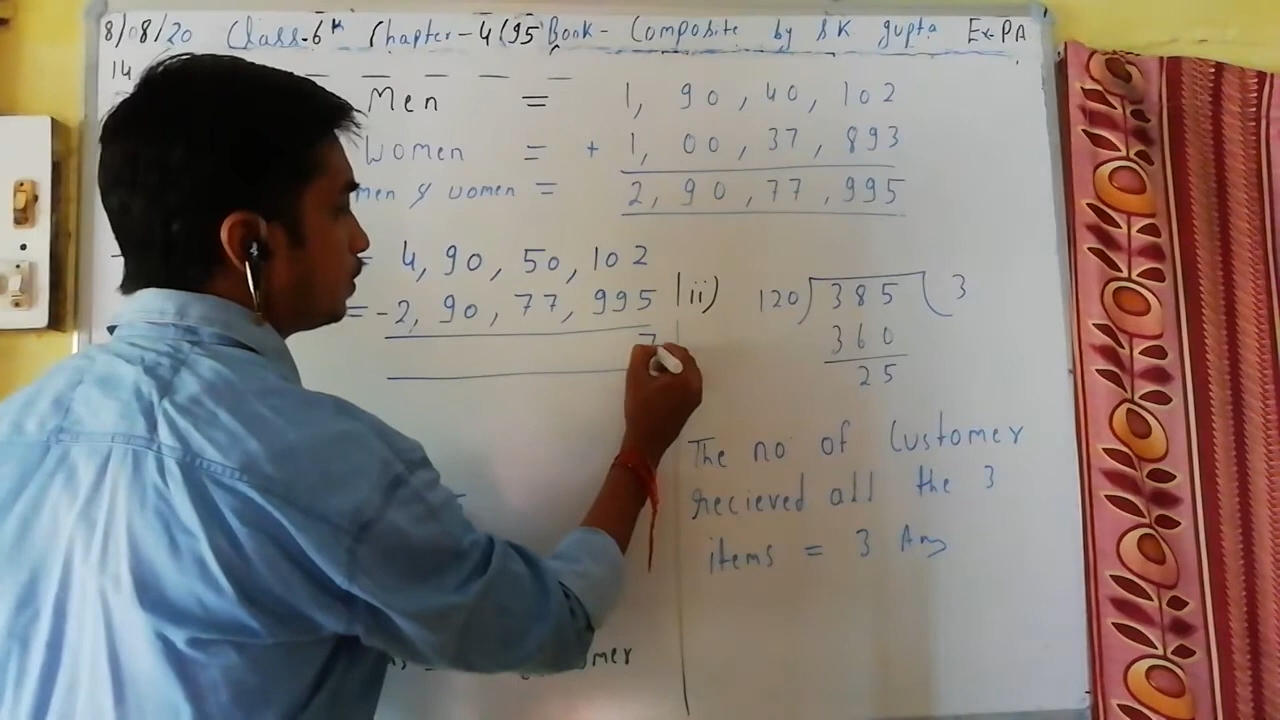 8/08/20 Class-6th Chapter-4(95 Book- Composite by SK gupta Ex-PA
14
Men = 1, 90, 40, 102
Women = + 1, 00, 37, 893
men & women = 2, 90, 77, 995
= 4, 90, 50, 102
= - 2, 90, 77, 995
7
ii) 120) 385 ( 3
360
25
The no of Customer
recieved all the 3
items = 3 Ans